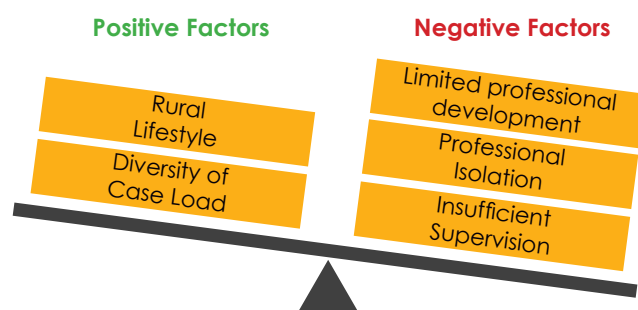 Positive Factors
Negative Factors
Rural
Lifestyle
Diversity of
Case Load
Limited professional
development
Professional
Isolation
Insufficient
Supervision